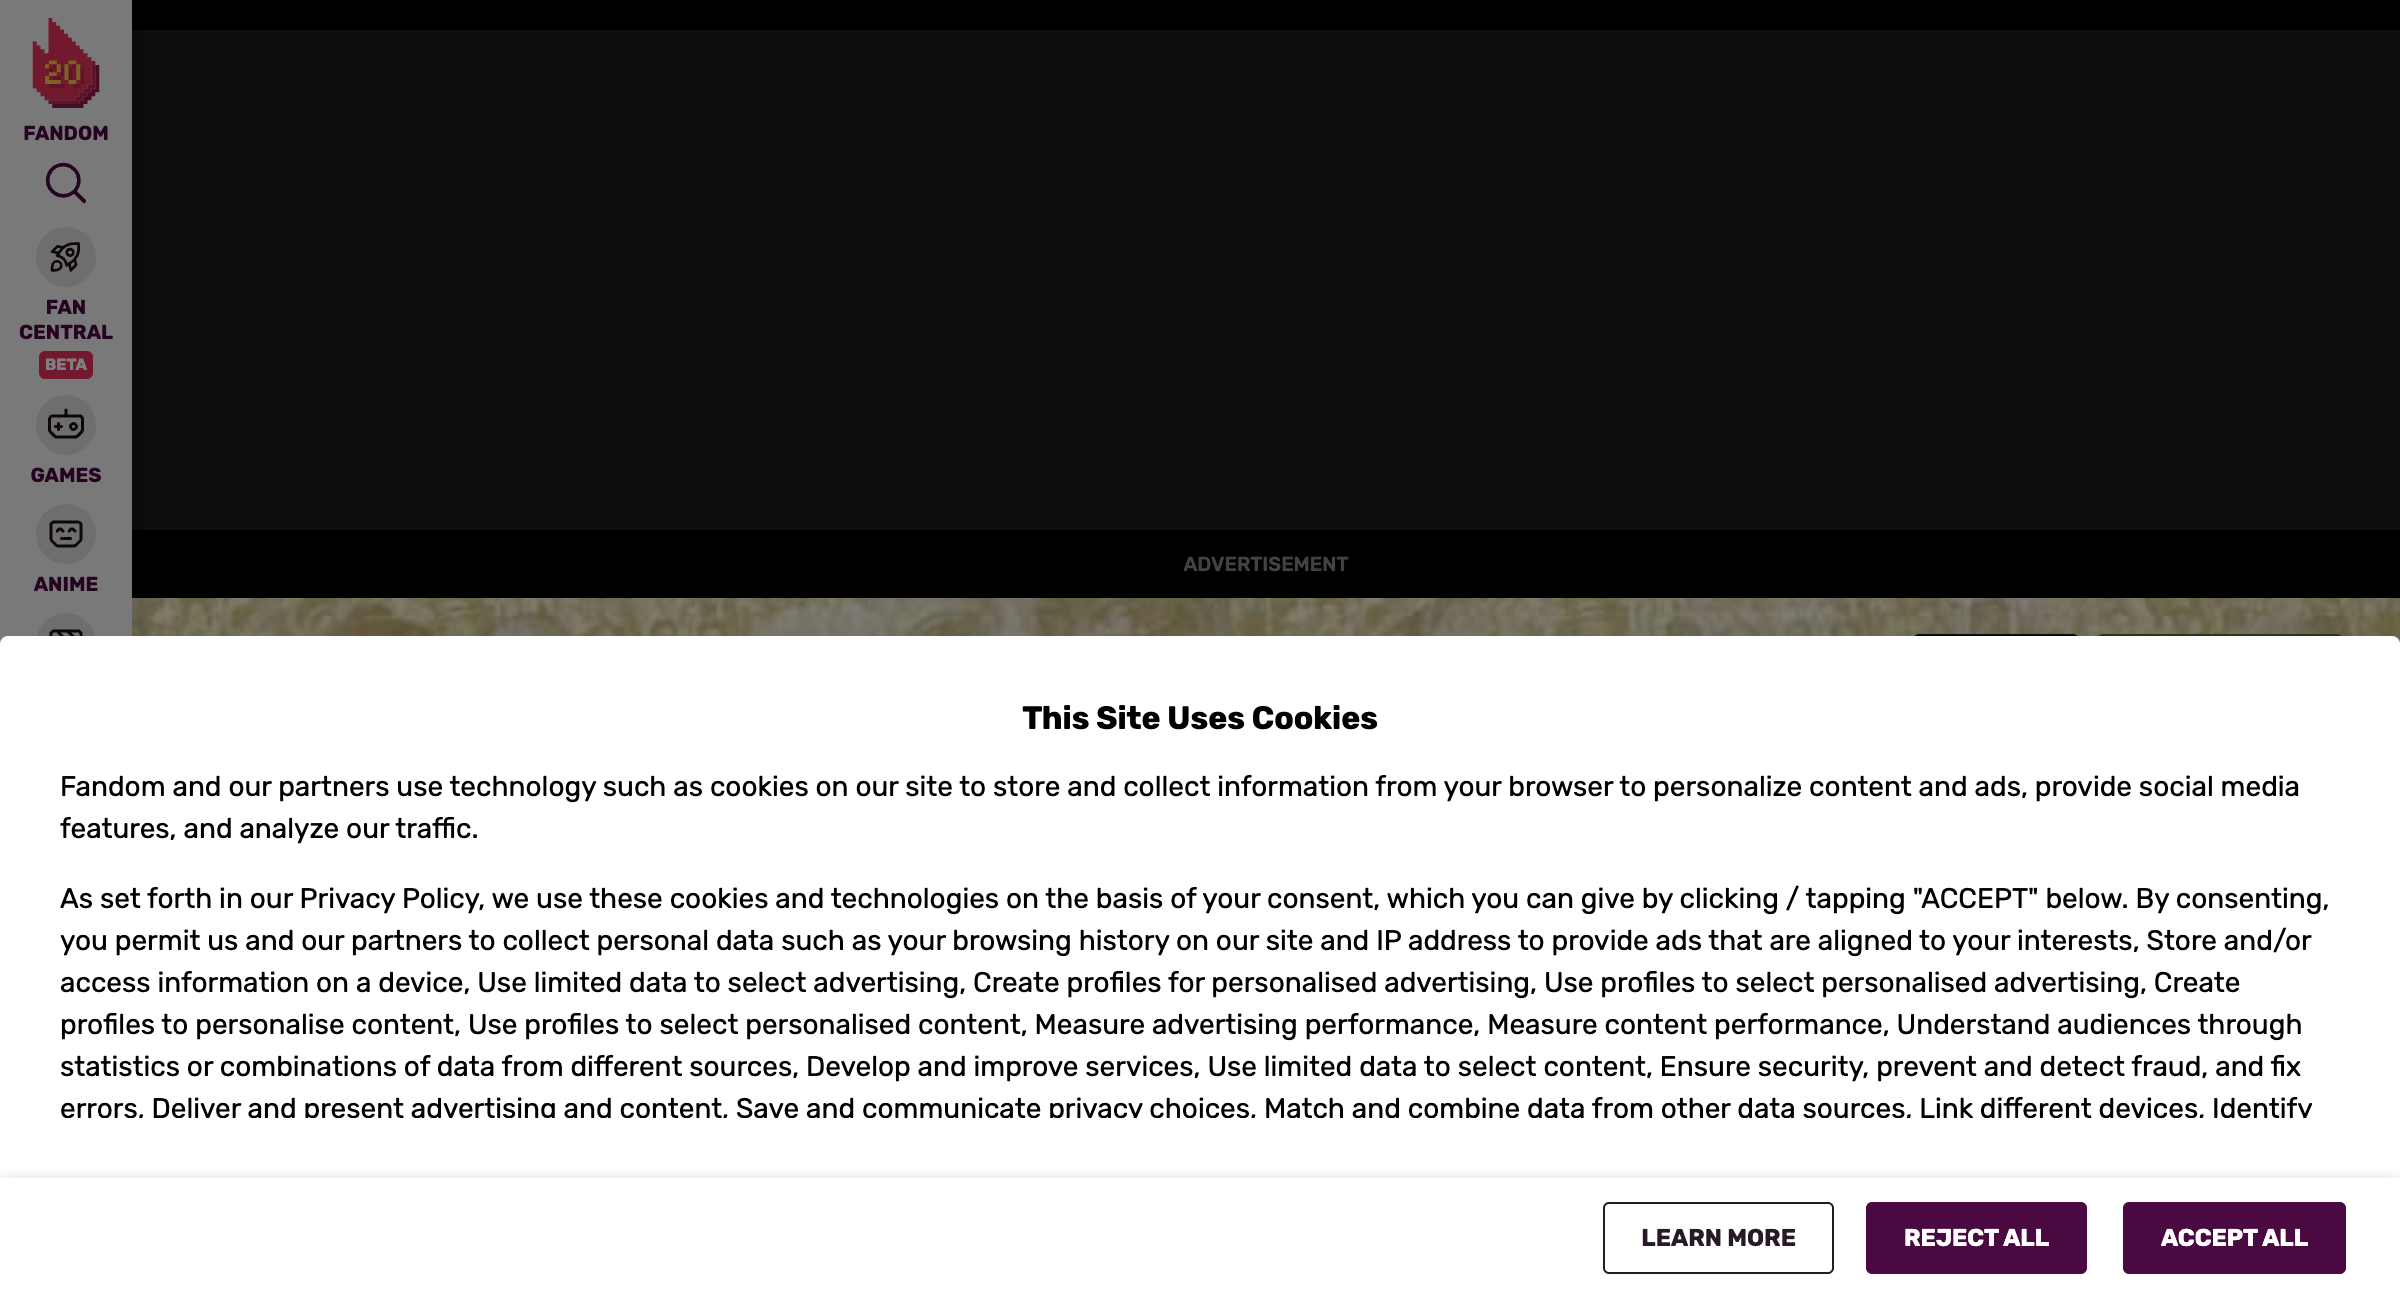 20
FANDOM
FAN
CENTRAL
BETA
GAMES
ANIME
ADVERTISEMENT
This Site Uses Cookies
Fandom and our partners use technology such as cookies on our site to store and collect information from your browser to personalize content and ads, provide social media
features, and analyze our traffic.
As set forth in our Privacy Policy, we use these cookies and technologies on the basis of your consent, which you can give by clicking / tapping "ACCEPT" below. By consenting,
you permit us and our partners to collect personal data such as your browsing history on our site and IP address to provide ads that are aligned to your interests, Store and/or
access information on a device, Use limited data to select advertising, Create profiles for personalised advertising, Use profiles to select personalised advertising, Create
profiles to personalise content, Use profiles to select personalised content, Measure advertising performance, Measure content performance, Understand audiences through
statistics or combinations of data from different sources, Develop and improve services, Use limited data to select content, Ensure security, prevent and detect fraud, and fix
errors, Deliver and present advertising and content, Save and communicate privacy choices, Match and combine data from other data sources, Link different devices, Identify
LEARN MORE
REJECT ALL
ACCEPT ALL